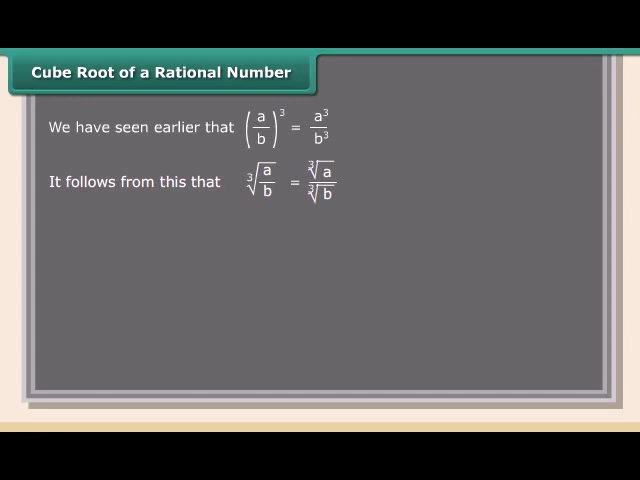 Cube Root of a Rational Number
We have seen earlier that (a/b)³ = a³/b³
It follows from this that ∛(a/b) = ∛a/∛b